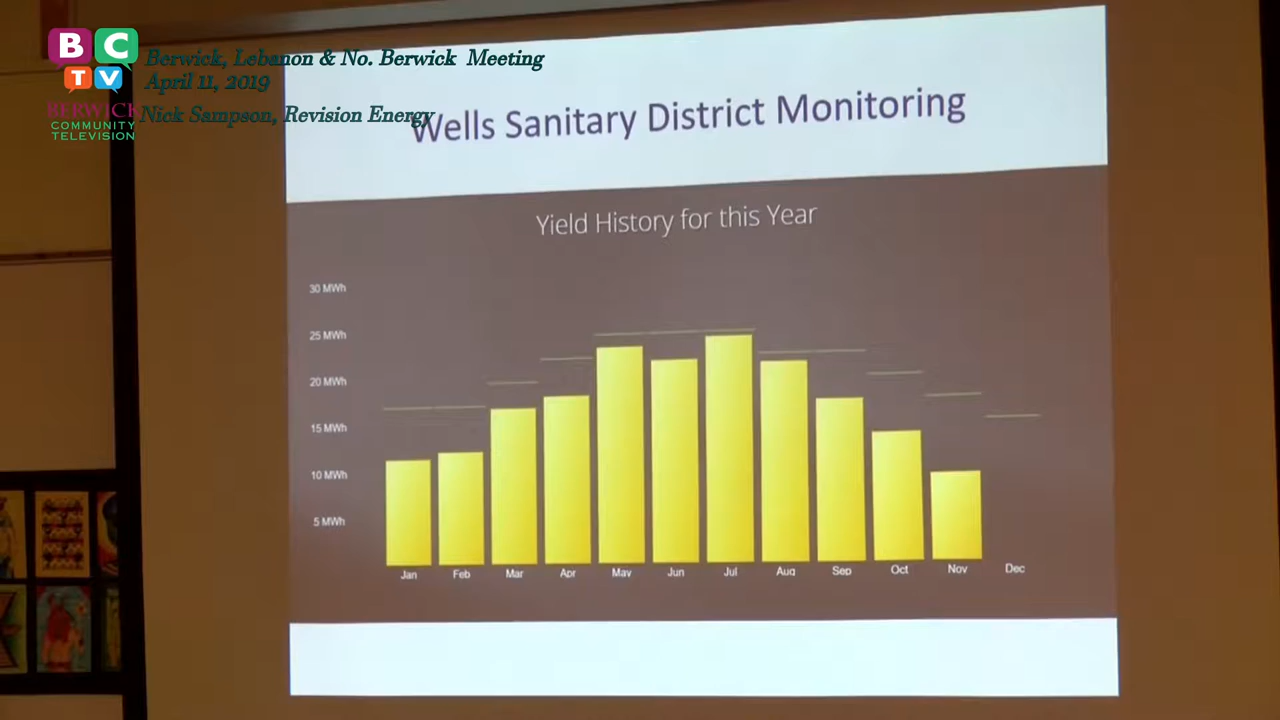 BC
TV
BERWICK
COMMUNITY
TELEVISION
Berwick, Lebanon & No. Berwick Meeting
April 11, 2019
Nick Sampson, Revision Energy
Wells Sanitary District Monitoring
Yield History for this Year
30 MWh
25 MWh
20 MWh
15 MWh
10 MWh
5 MWh
Jan Feb Mar Apr May Jun Jul Aug Sep Oct Nov Dec